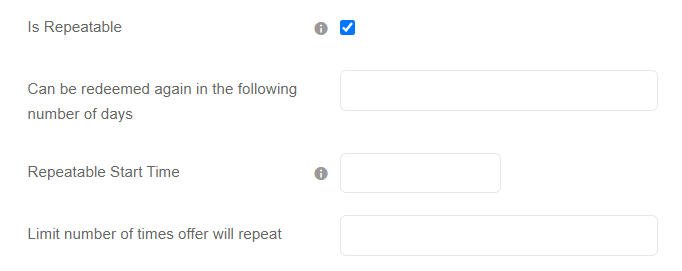 Is Repeatable
Can be redeemed again in the following
number of days
Repeatable Start Time
Limit number of times offer will repeat